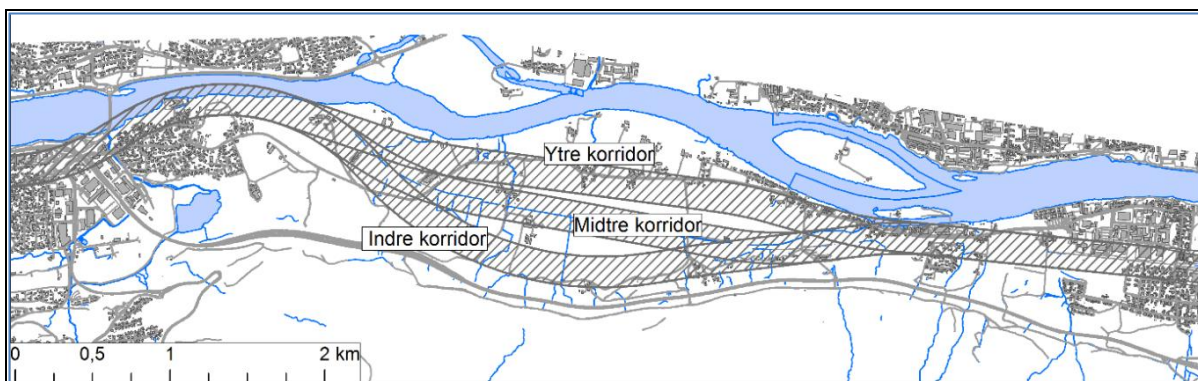 Ytre korridor
Midtre korridor
Indre korridor
0 0,5 1 2 km